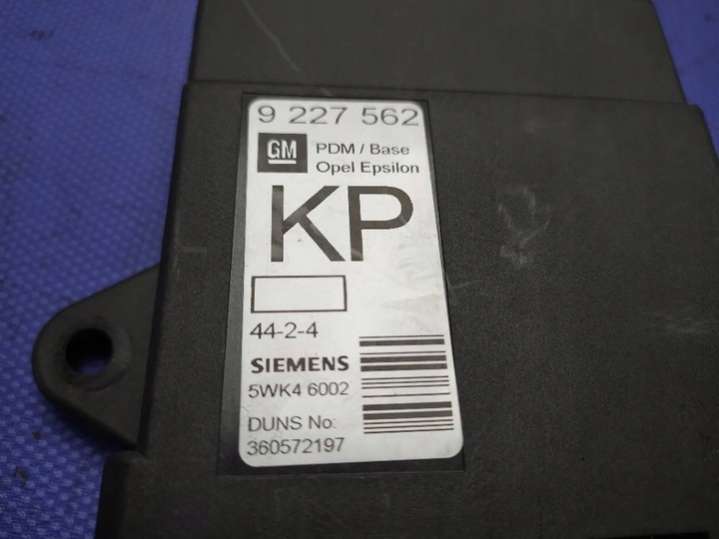 9 227 562
GM PDM / Base
Opel Epsilon
KP
44-2-4
SIEMENS
5WK4 6002
DUNS No:
360572197